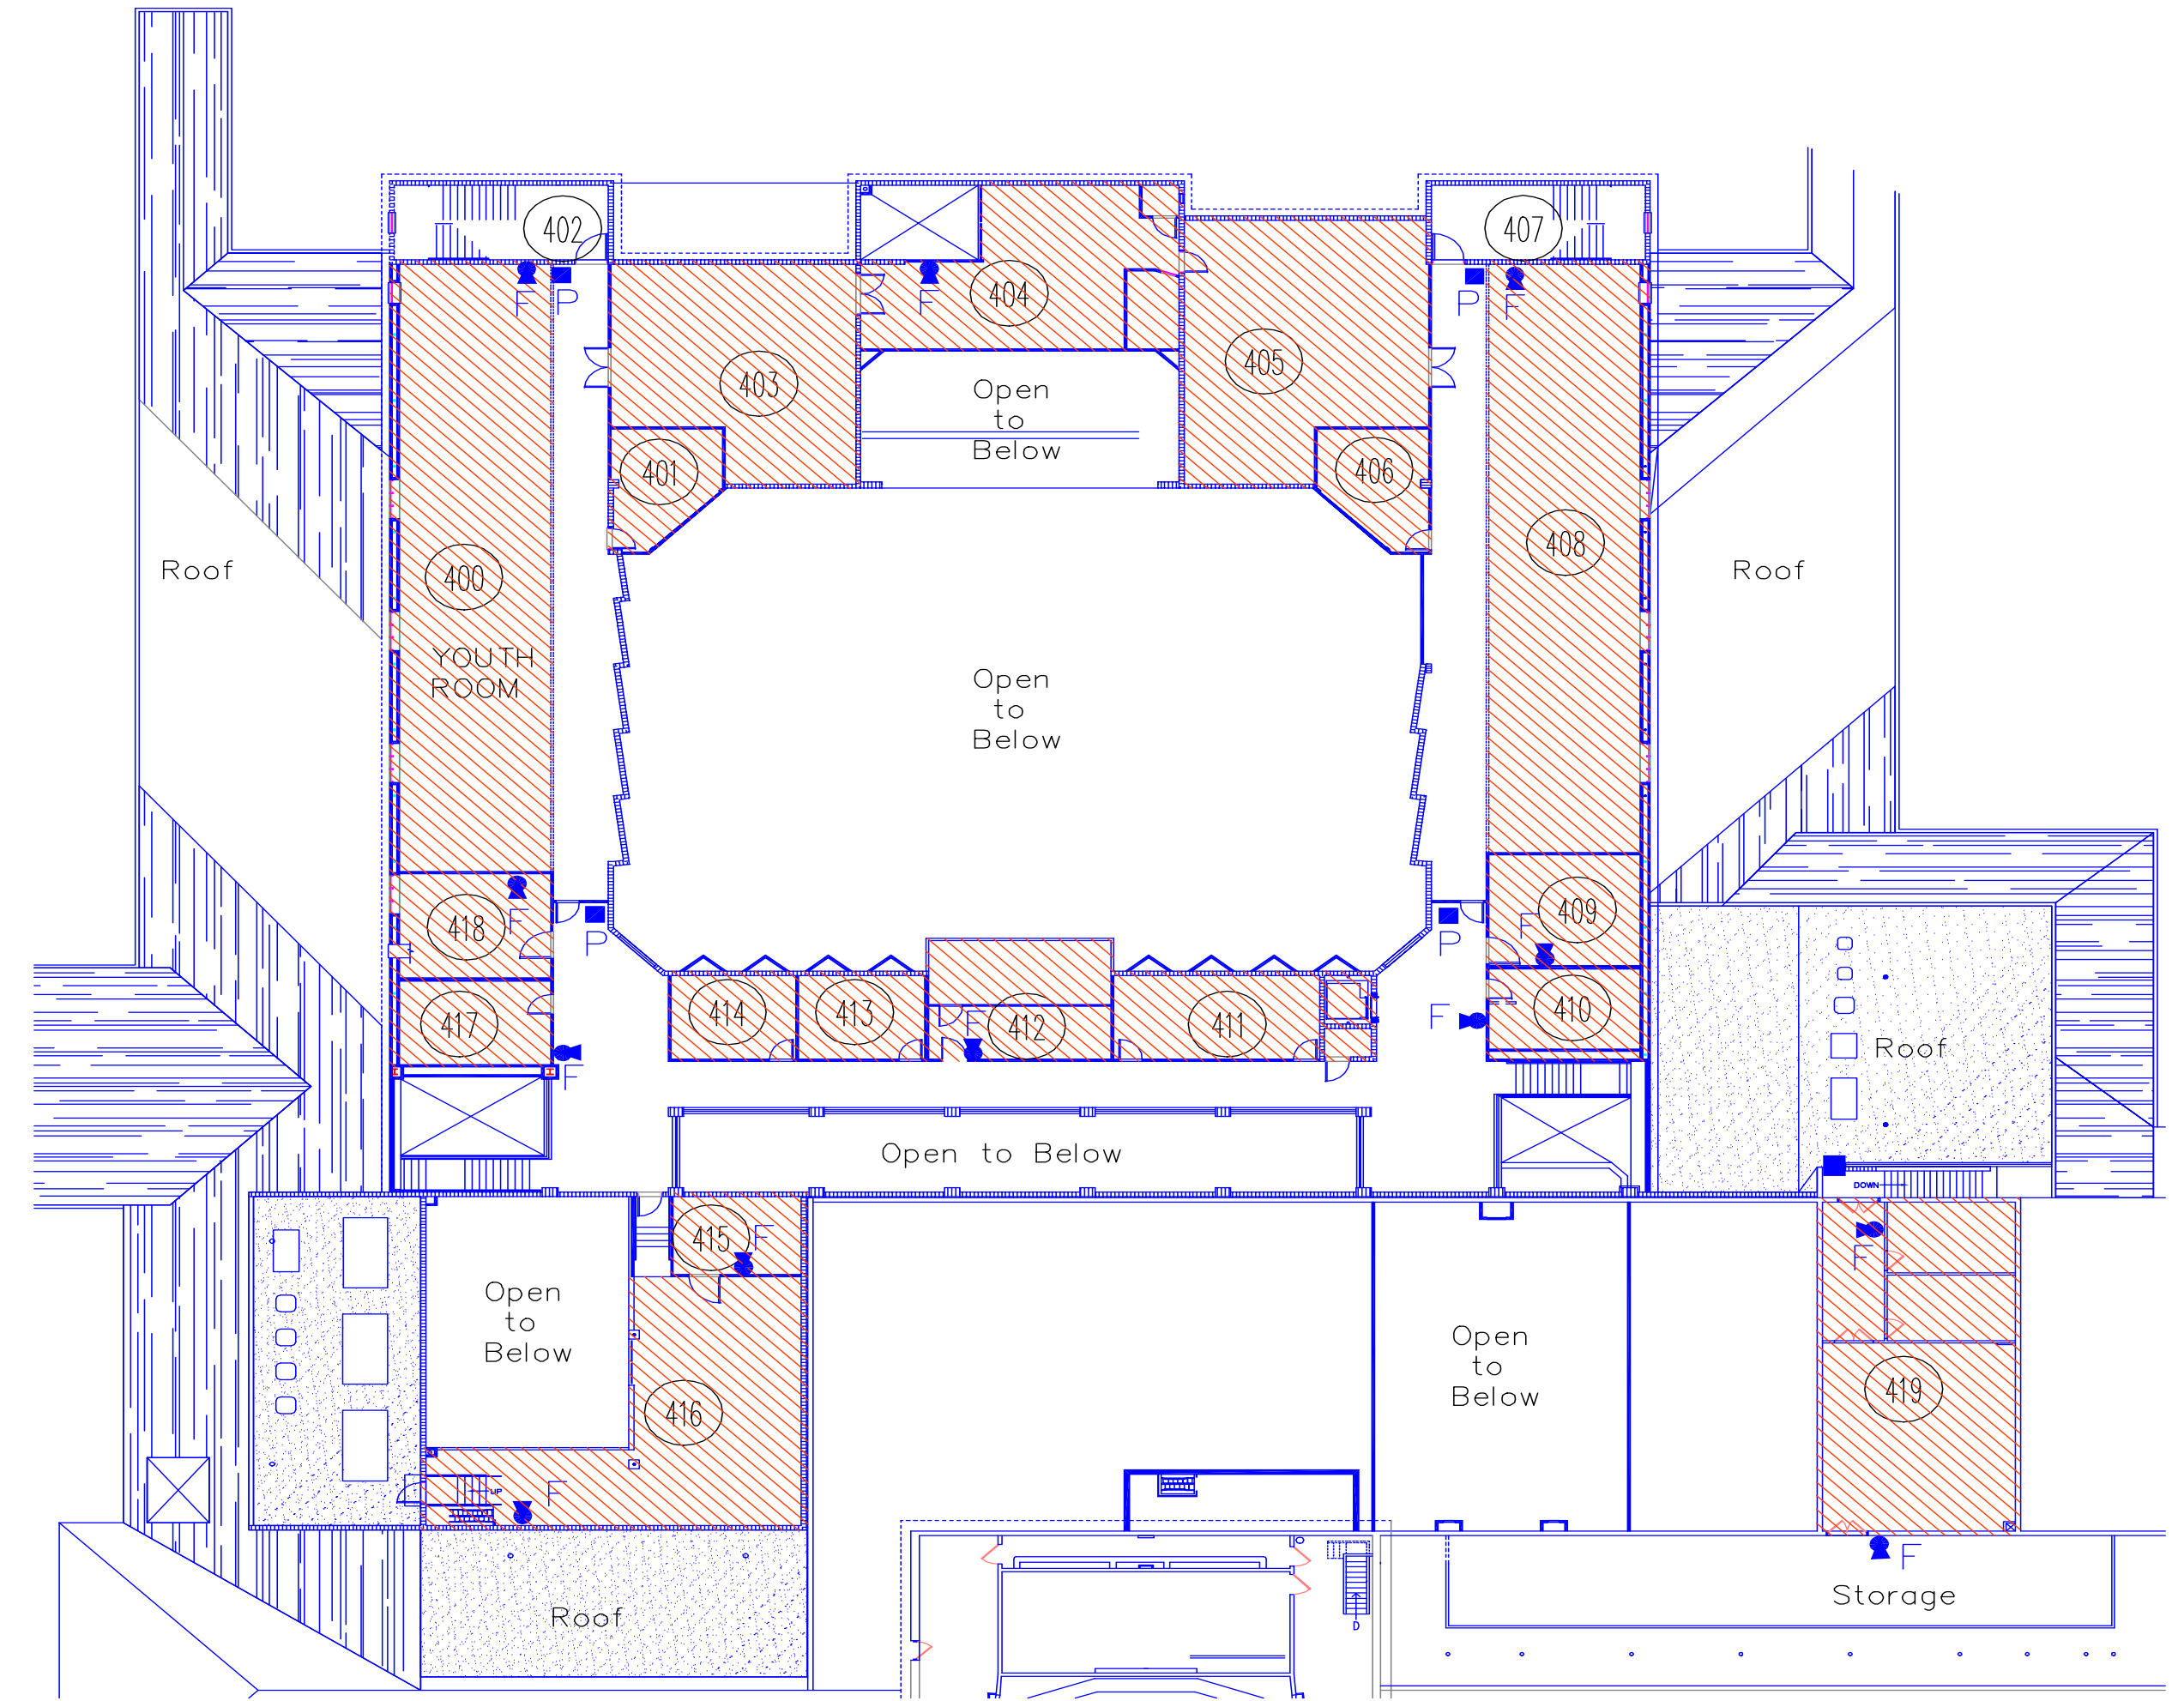 402
407
F
P
F
404
P
F
403
405
Open
to
Below
401
406
408
Roof
400
Roof
YOUTH
ROOM
Open
to
Below
418
F
P
P
F
409
417
414
413
412
F
411
F
410
Roof
F
Open to Below
DOWN
415
F
F
Open
to
Below
Open
to
Below
416
419
UP
F
F
Roof
Storage
D